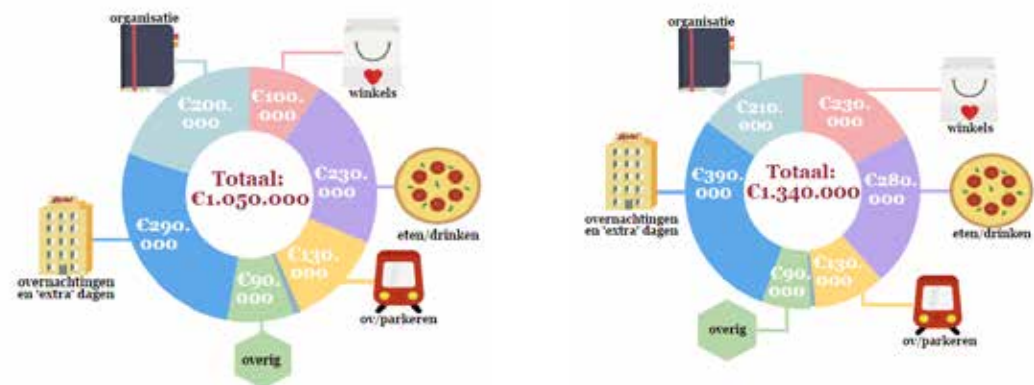 organisatie
€200.
000
€100.
000
winkels
€230.
000
eten/drinken
Totaal:
€1.050.000
Hotel
€290.
000
overnachtingen
en 'extra' dagen
€130.
000
€90.
000
ov/parkeren
overig
organisatie
€210.
000
€230.
000
winkels
Hotel
€390.
000
Totaal:
€1.340.000
€280.
000
eten/drinken
overnachtingen
en 'extra' dagen
€130.
000
€90.
000
overig
ov/parkeren